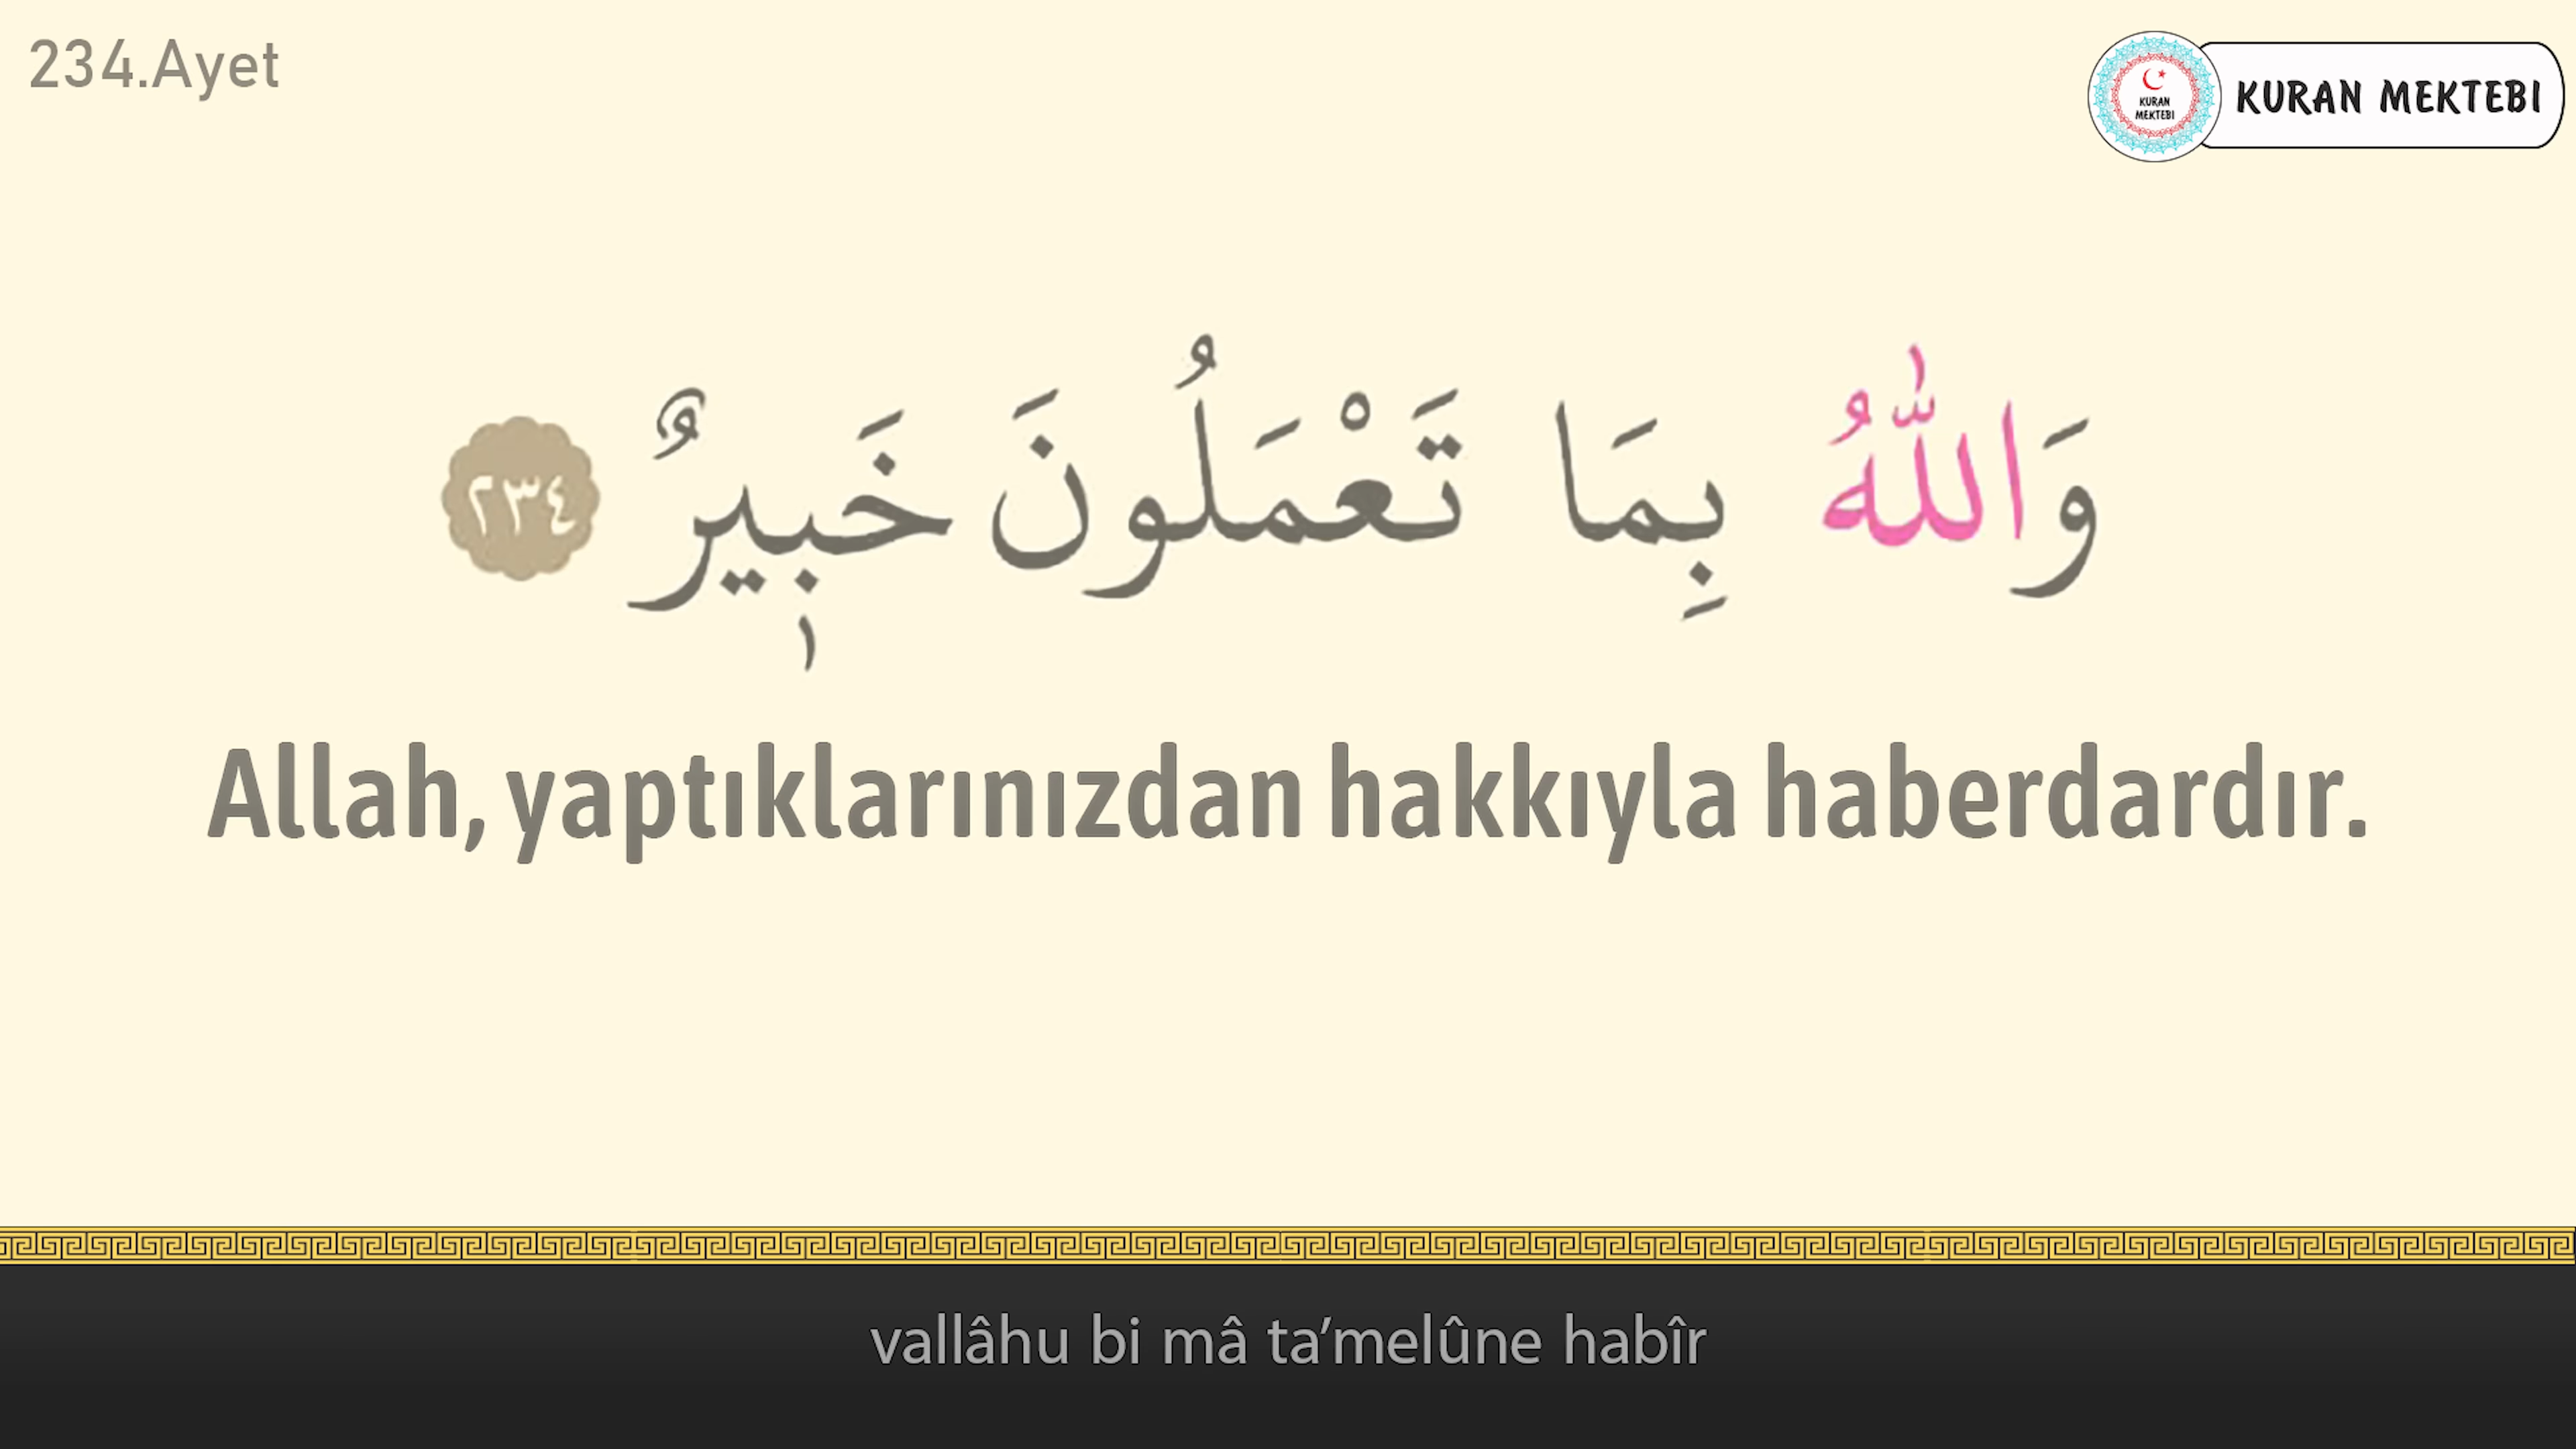 234.Ayet
KURAN
MEKTEBI
KURAN MEKTEBI
وَاللّٰهُ بِمَا تَعْمَلُونَ خَب۪يرٌ ٢٣٤
Allah, yaptıklarınızdan hakkıyla haberdardır.
vallâhu bi mâ ta’melûne habîr